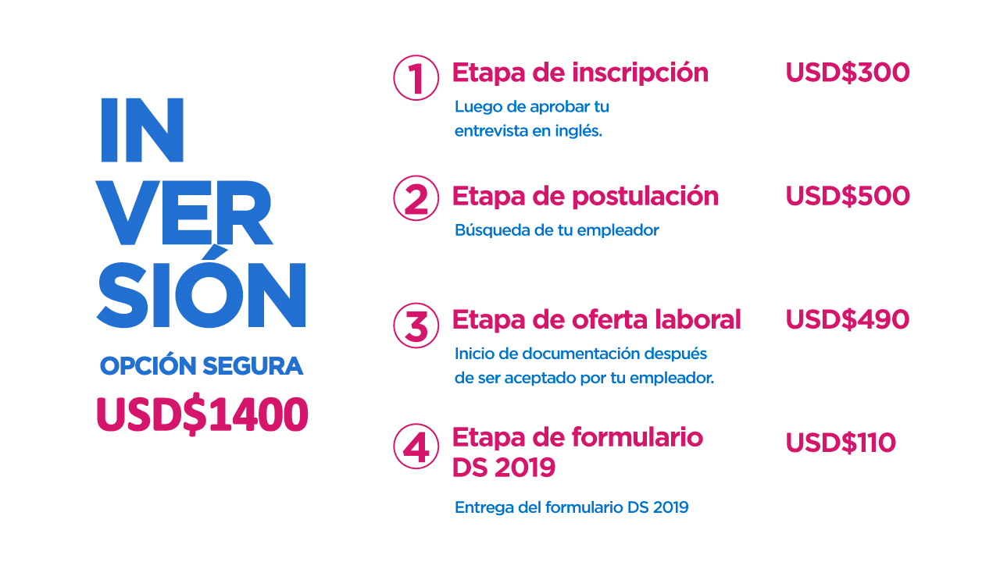 IN
VER
SIÓN
OPCIÓN SEGURA
USD$1400
1 Etapa de inscripción USD$300
Luego de aprobar tu
entrevista en inglés.
2 Etapa de postulación USD$500
Búsqueda de tu empleador
3 Etapa de oferta laboral USD$490
Inicio de documentación después
de ser aceptado por tu empleador.
4 Etapa de formulario
DS 2019 USD$110
Entrega del formulario DS 2019